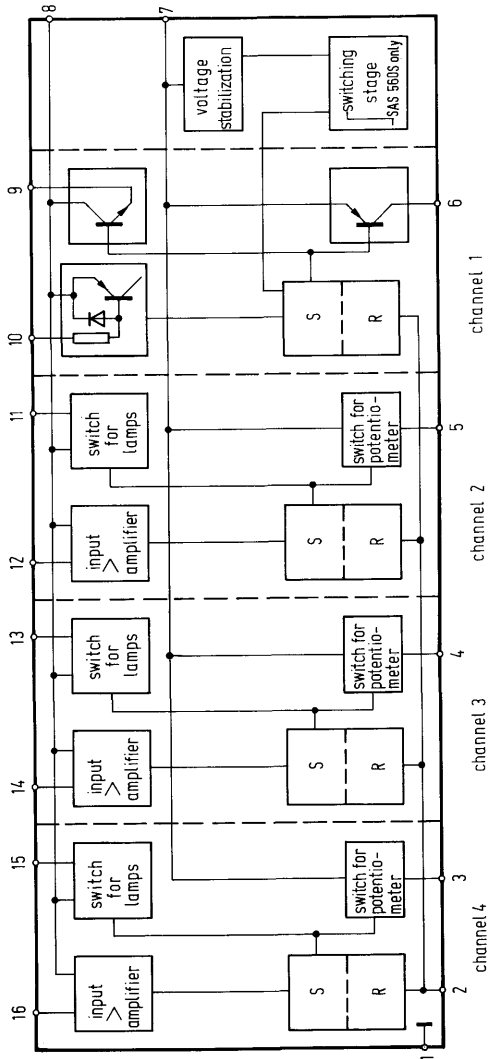 16 15 14 13 12 11 10 9
8
input
>
amplifier
switch
for
lamps
input
>
amplifier
switch
for
lamps
input
>
amplifier
switch
for
lamps
7
voltage
stabilization
S
R
switch for
potentio-
meter
S
R
switch for
potentio-
meter
S
R
switch for
potentio-
meter
S
R
switching
stage
SAS 560S only
1
2 3 4 5 6
channel 4 channel 3 channel 2 channel 1